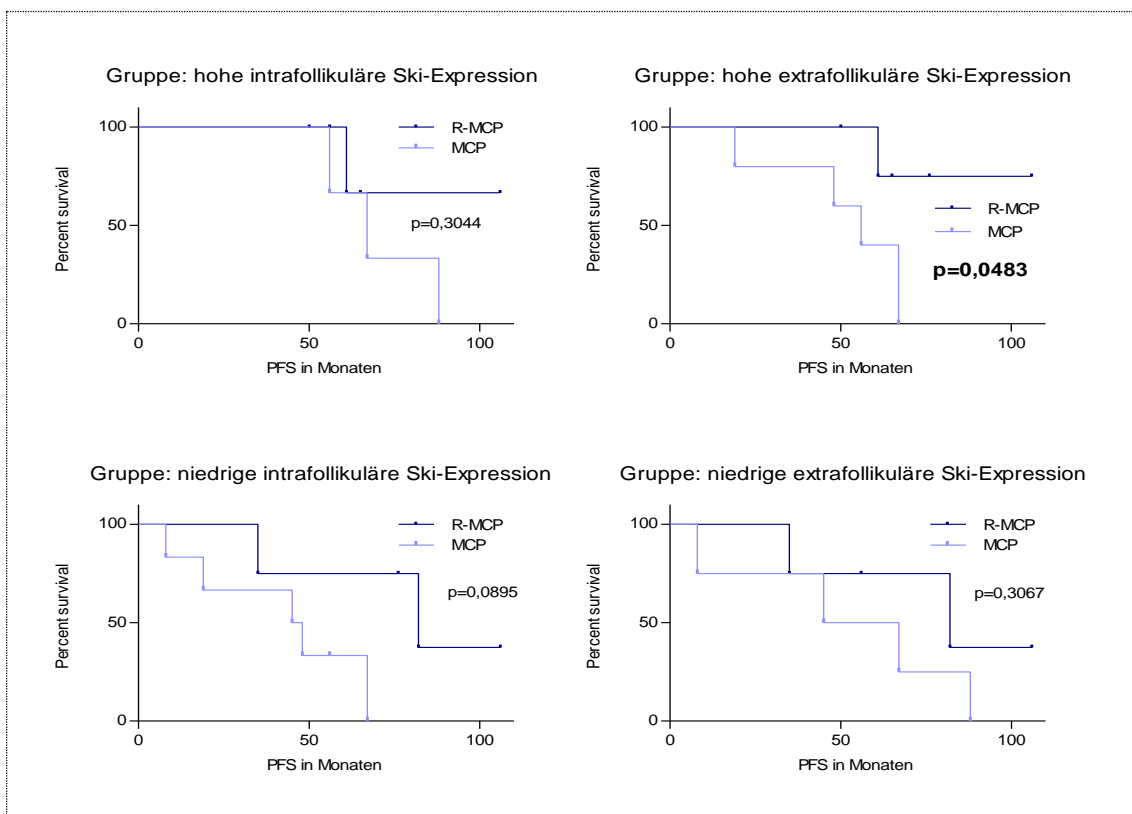 Gruppe: hohe intrafollikuläre Ski-Expression
100
50
0
Percent survival
R-MCP
MCP
p=0,3044
0
50
100
PFS in Monaten
Gruppe: hohe extrafollikuläre Ski-Expression
100
50
0
Percent survival
R-MCP
MCP
p=0,0483
0
50
100
PFS in Monaten
Gruppe: niedrige intrafollikuläre Ski-Expression
100
50
0
Percent survival
R-MCP
MCP
p=0,0895
0
50
100
PFS in Monaten
Gruppe: niedrige extrafollikuläre Ski-Expression
100
50
0
Percent survival
R-MCP
MCP
p=0,3067
0
50
100
PFS in Monaten